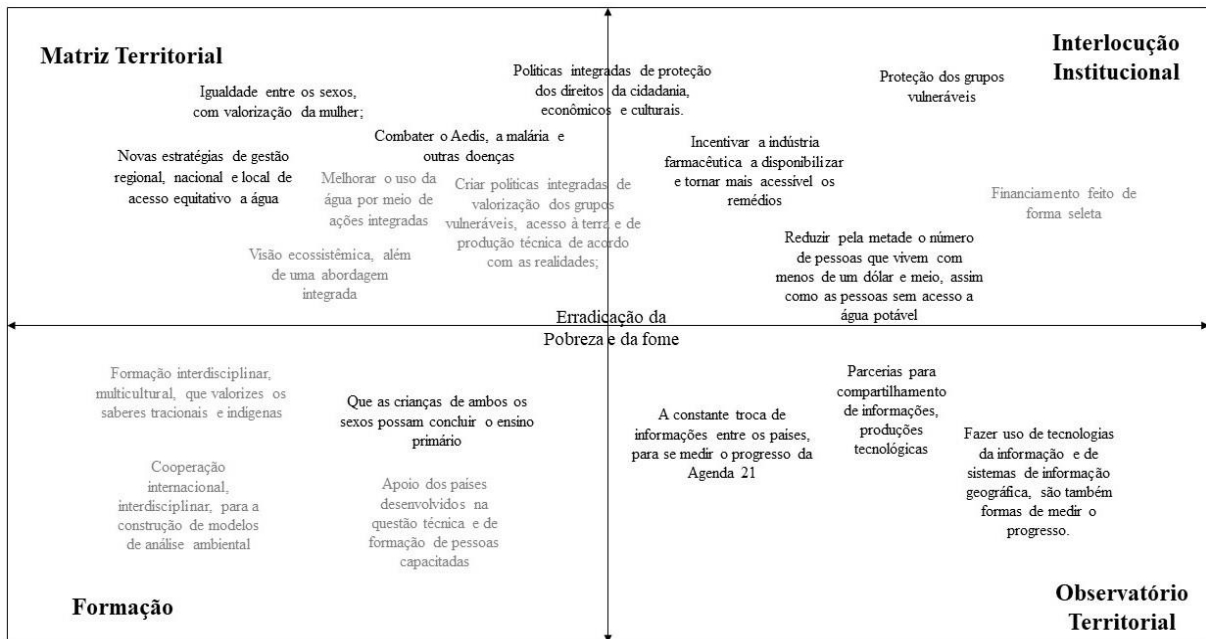 Matriz Territorial
Igualdade entre os sexos,
com valorização da mulher;
Políticas integradas de proteção
dos direitos da cidadania,
econômicos e culturais.
Combater o Aedis, a malária e
outras doenças
Novas estratégias de gestão
regional, nacional e local de
acesso equitativo a água
Melhorar o uso da
água por meio de
ações integradas
Criar políticas integradas de
valorização dos grupos
vulneráveis, acesso à terra e de
produção técnica de acordo
com as realidades;
Visão ecossistêmica, além
de uma abordagem
integrada
Interlocução
Institucional
Proteção dos grupos
vulneráveis
Incentivar a indústria
farmacêutica a disponibilizar
e tornar mais acessível os
remédios
Financiamento feito de
forma seleta
Reduzir pela metade o número
de pessoas que vivem com
menos de um dólar e meio, assim
como as pessoas sem acesso a
água potável
Erradicação da
Pobreza e da fome
Formação interdisciplinar,
multicultural, que valorizes os
saberes tracionais e indigenas
Que as crianças de ambos os
sexos possam concluir o ensino
primário
Cooperação
internacional,
interdisciplinar, para a
construção de modelos
de análise ambiental
Apoio dos países
desenvolvidos na
questão técnica e de
formação de pessoas
capacitadas
Formação
A constante troca de
informações entre os países,
para se medir o progresso da
Agenda 21
Parcerias para
compartilhamento
de informações,
produções
tecnológicas
Fazer uso de tecnologias
da informação e de
sistemas de informação
geográfica, são também
formas de medir o
progresso.
Observatório
Territorial